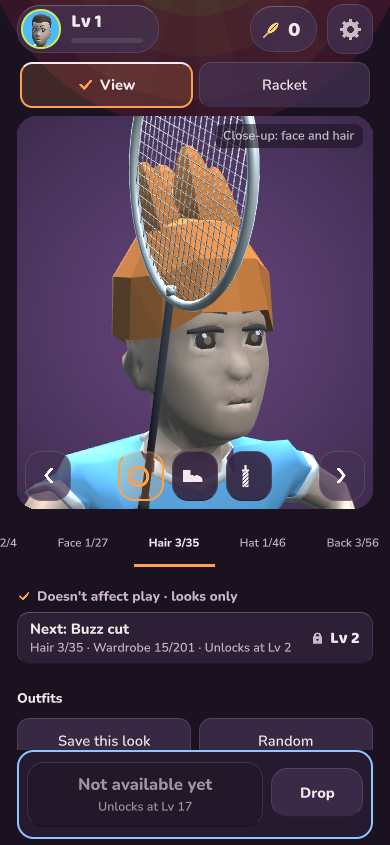 Lv 1
0
View
Racket
Close-up: face and hair
2/4
Face 1/27
Hair 3/35
Hat 1/46
Back 3/56
Doesn't affect play · looks only
Next: Buzz cut
Hair 3/35 · Wardrobe 15/201 · Unlocks at Lv 2
Lv 2
Outfits
Save this look
Random
Not available yet
Unlocks at Lv 17
Drop